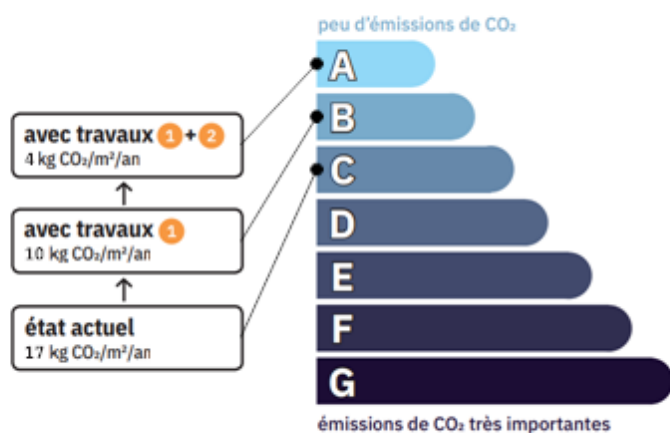 peu d'émissions de CO₂
A
B
C
D
E
F
G
émissions de CO₂ très importantes
avec travaux 1 + 2
4 kg CO₂/m²/an
avec travaux 1
10 kg CO₂/m²/an
état actuel
17 kg CO₂/m²/an